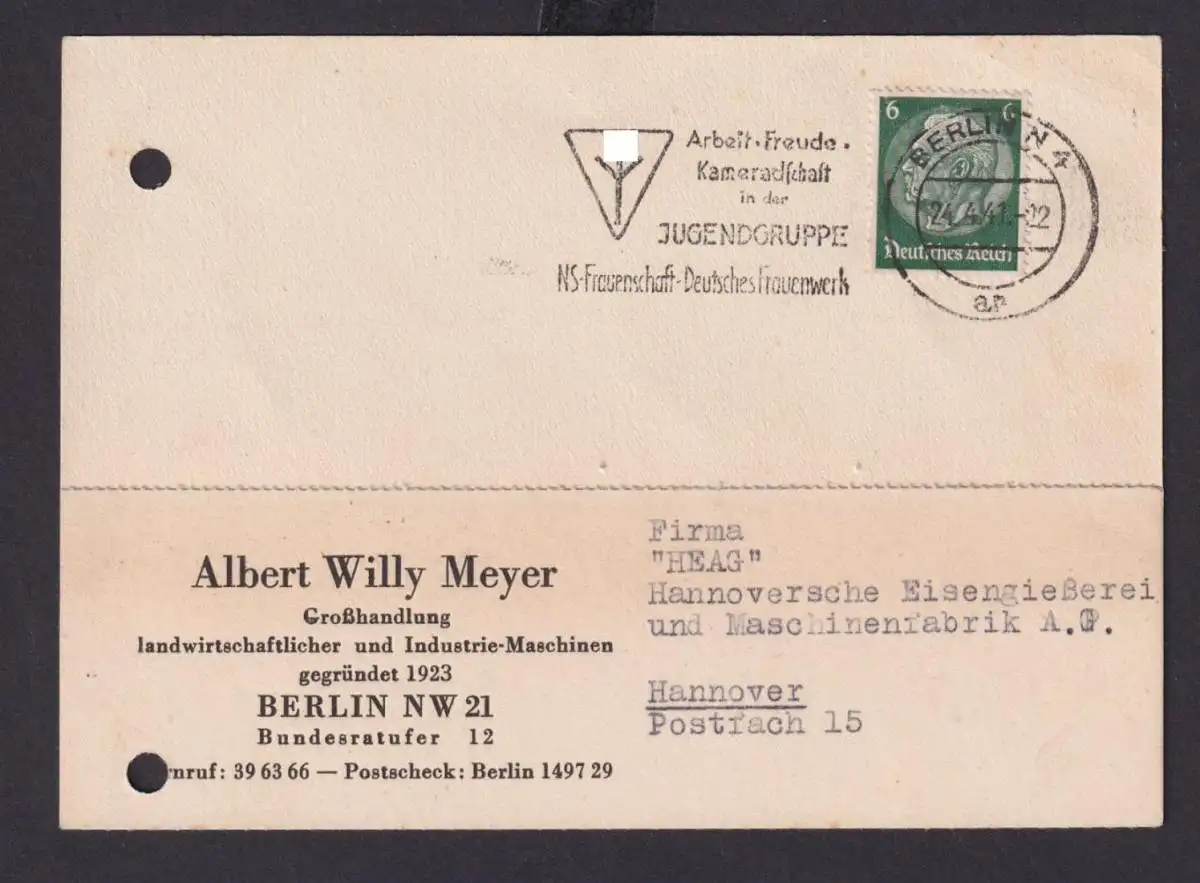 Arbeit·Freude·
Kameradschaft
in der
JUGENDGRUPPE
NS-Frauenschaft-Deutsches Frauenwerk
6 6
Deutsches Reich
BERLIN N 4
24.4.41.-22
ar
Albert Willy Meyer
Großhandlung
landwirtschaftlicher und Industrie-Maschinen
gegründet 1923
BERLIN NW 21
Bundesratufer 12
rnruf: 39 63 66 — Postscheck: Berlin 1497 29
Firma
"HEAG"
Hannoversche Eisengießerei
und Maschinenfabrik A.G.
Hannover
Postfach 15